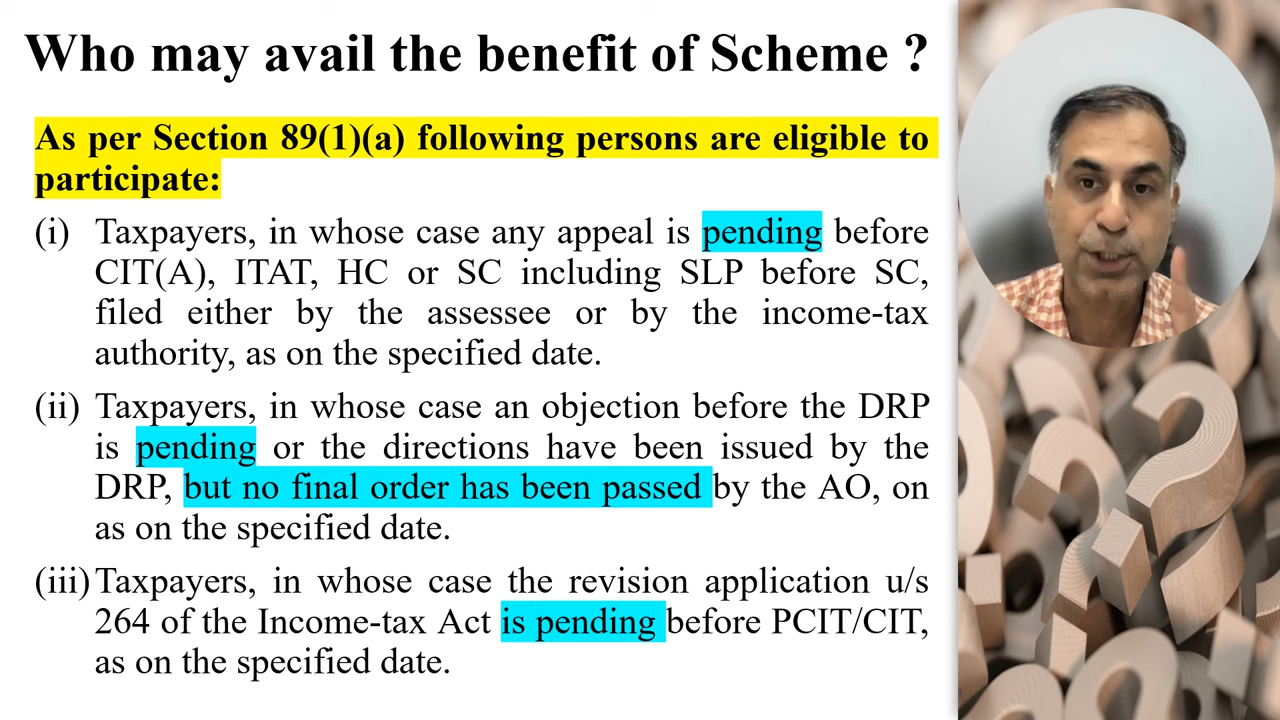 Who may avail the benefit of Scheme ?
As per Section 89(1)(a) following persons are eligible to
participate:
(i) Taxpayers, in whose case any appeal is pending before
CIT(A), ITAT, HC or SC including SLP before SC,
filed either by the assessee or by the income-tax
authority, as on the specified date.
(ii) Taxpayers, in whose case an objection before the DRP
is pending or the directions have been issued by the
DRP, but no final order has been passed by the AO, on
as on the specified date.
(iii) Taxpayers, in whose case the revision application u/s
264 of the Income-tax Act is pending before PCIT/CIT,
as on the specified date.